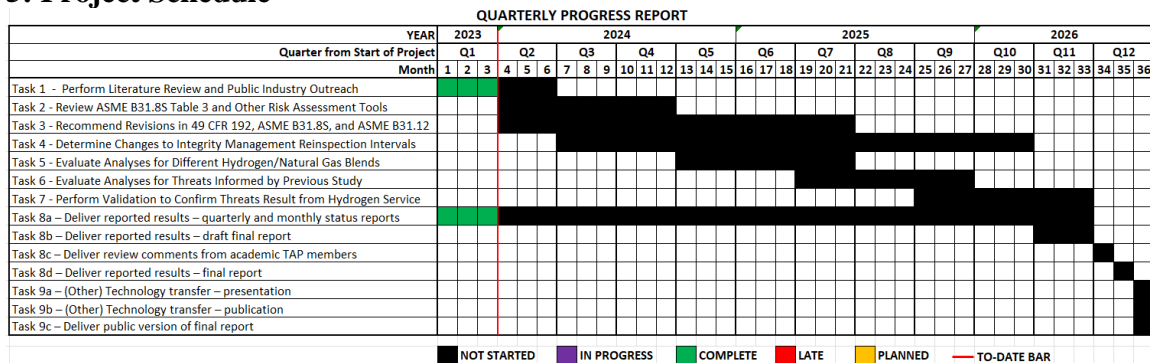 QUARTERLY PROGRESS REPORT
YEAR 2023 2024 2025 2026
Quarter from Start of Project Q1 Q2 Q3 Q4 Q5 Q6 Q7 Q8 Q9 Q10 Q11 Q12
Month 1 2 3 4 5 6 7 8 9 10 11 12 13 14 15 16 17 18 19 20 21 22 23 24 25 26 27 28 29 30 31 32 33 34 35 36
Task 1 - Perform Literature Review and Public Industry Outreach
Task 2 - Review ASME B31.8S Table 3 and Other Risk Assessment Tools
Task 3 - Recommend Revisions in 49 CFR 192, ASME B31.8S, and ASME B31.12
Task 4 - Determine Changes to Integrity Management Reinspection Intervals
Task 5 - Evaluate Analyses for Different Hydrogen/Natural Gas Blends
Task 6 - Evaluate Analyses for Threats Informed by Previous Study
Task 7 - Perform Validation to Confirm Threats Result from Hydrogen Service
Task 8a – Deliver reported results – quarterly and monthly status reports
Task 8b – Deliver reported results – draft final report
Task 8c – Deliver review comments from academic TAP members
Task 8d – Deliver reported results – final report
Task 9a – (Other) Technology transfer – presentation
Task 9b – (Other) Technology transfer – publication
Task 9c – Deliver public version of final report
NOT STARTED IN PROGRESS COMPLETE LATE PLANNED TO-DATE BAR